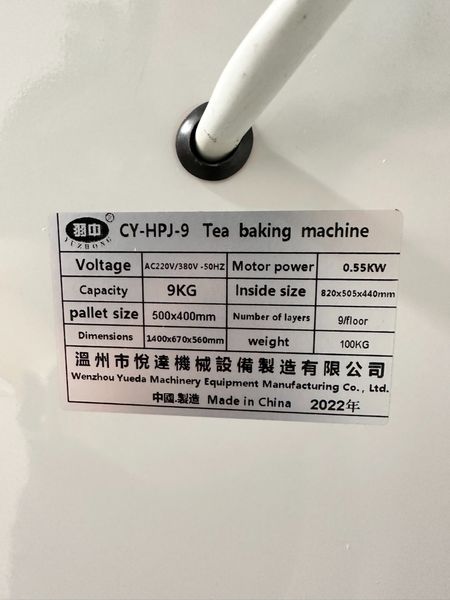 羽中 ® CY-HPJ-9 Tea baking machine
YUZHONG
Voltage AC220V/380V -50HZ Motor power 0.55KW
Capacity 9KG Inside size 820x505x440mm
pallet size 500x400mm Number of layers 9/floor
Dimensions 1400x670x560mm weight 100KG
溫州市悅達機械設備製造有限公司
Wenzhou Yueda Machinery Equipment Manufacturing Co., Ltd.
中國.製造 Made in China 2022年